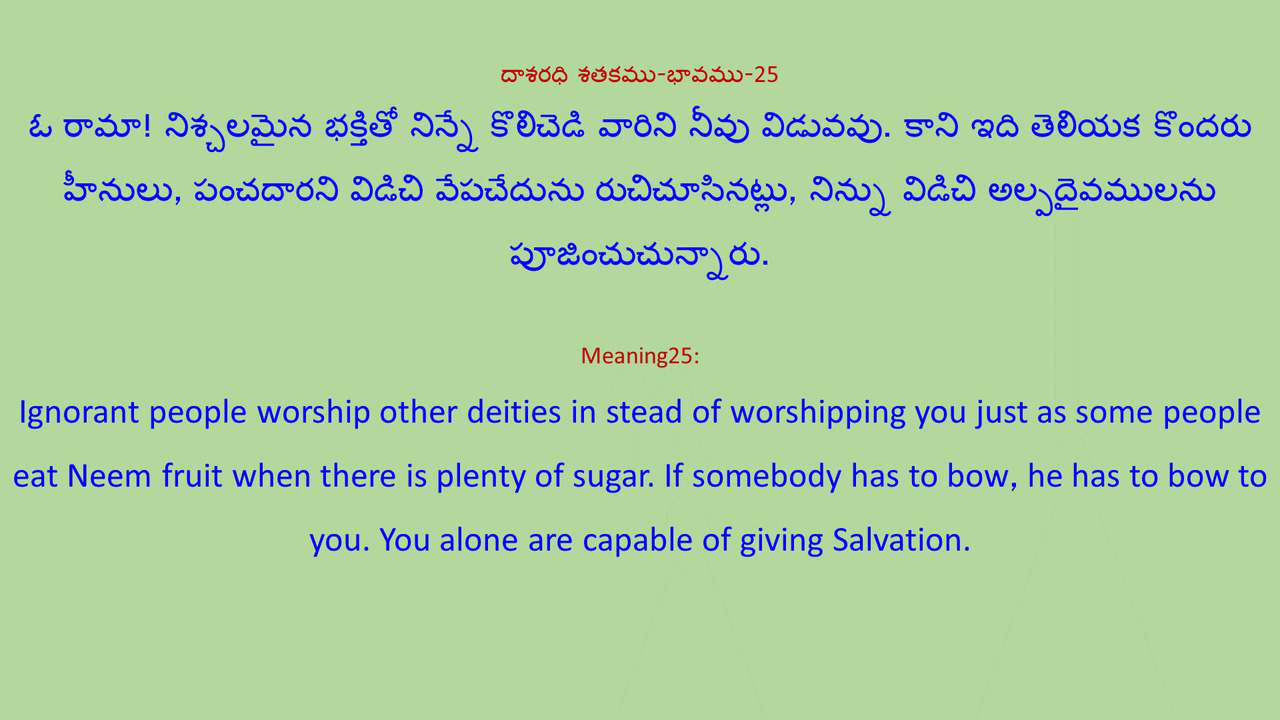 దాశరధి శతకము-భావము-25
ఓ రామా! నిశ్చలమైన భక్తితో నిన్నే కొలిచెడి వారిని నీవు విడువవు. కాని ఇది తెలియక కొందరు
హీనులు, పంచదారని విడిచి వేపచేదును రుచిచూసినట్లు, నిన్ను విడిచి అల్పదైవములను
పూజించుచున్నారు.
Meaning25:
Ignorant people worship other deities in stead of worshipping you just as some people
eat Neem fruit when there is plenty of sugar. If somebody has to bow, he has to bow to
you. You alone are capable of giving Salvation.